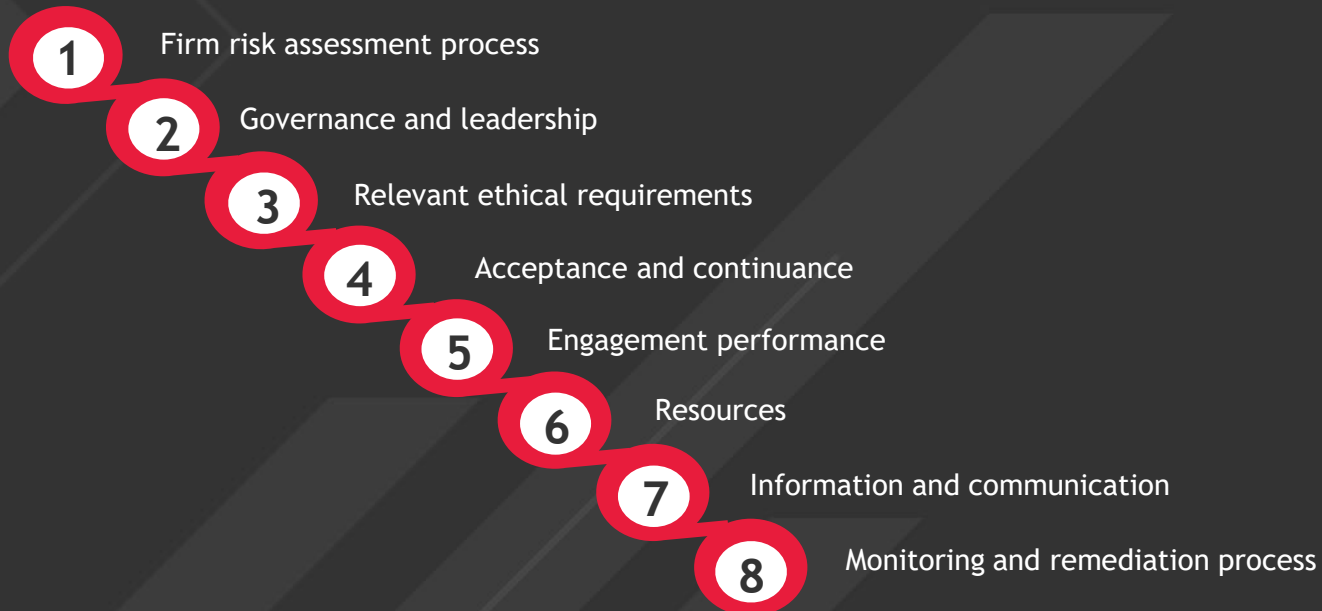 1 Firm risk assessment process
2 Governance and leadership
3 Relevant ethical requirements
4 Acceptance and continuance
5 Engagement performance
6 Resources
7 Information and communication
8 Monitoring and remediation process